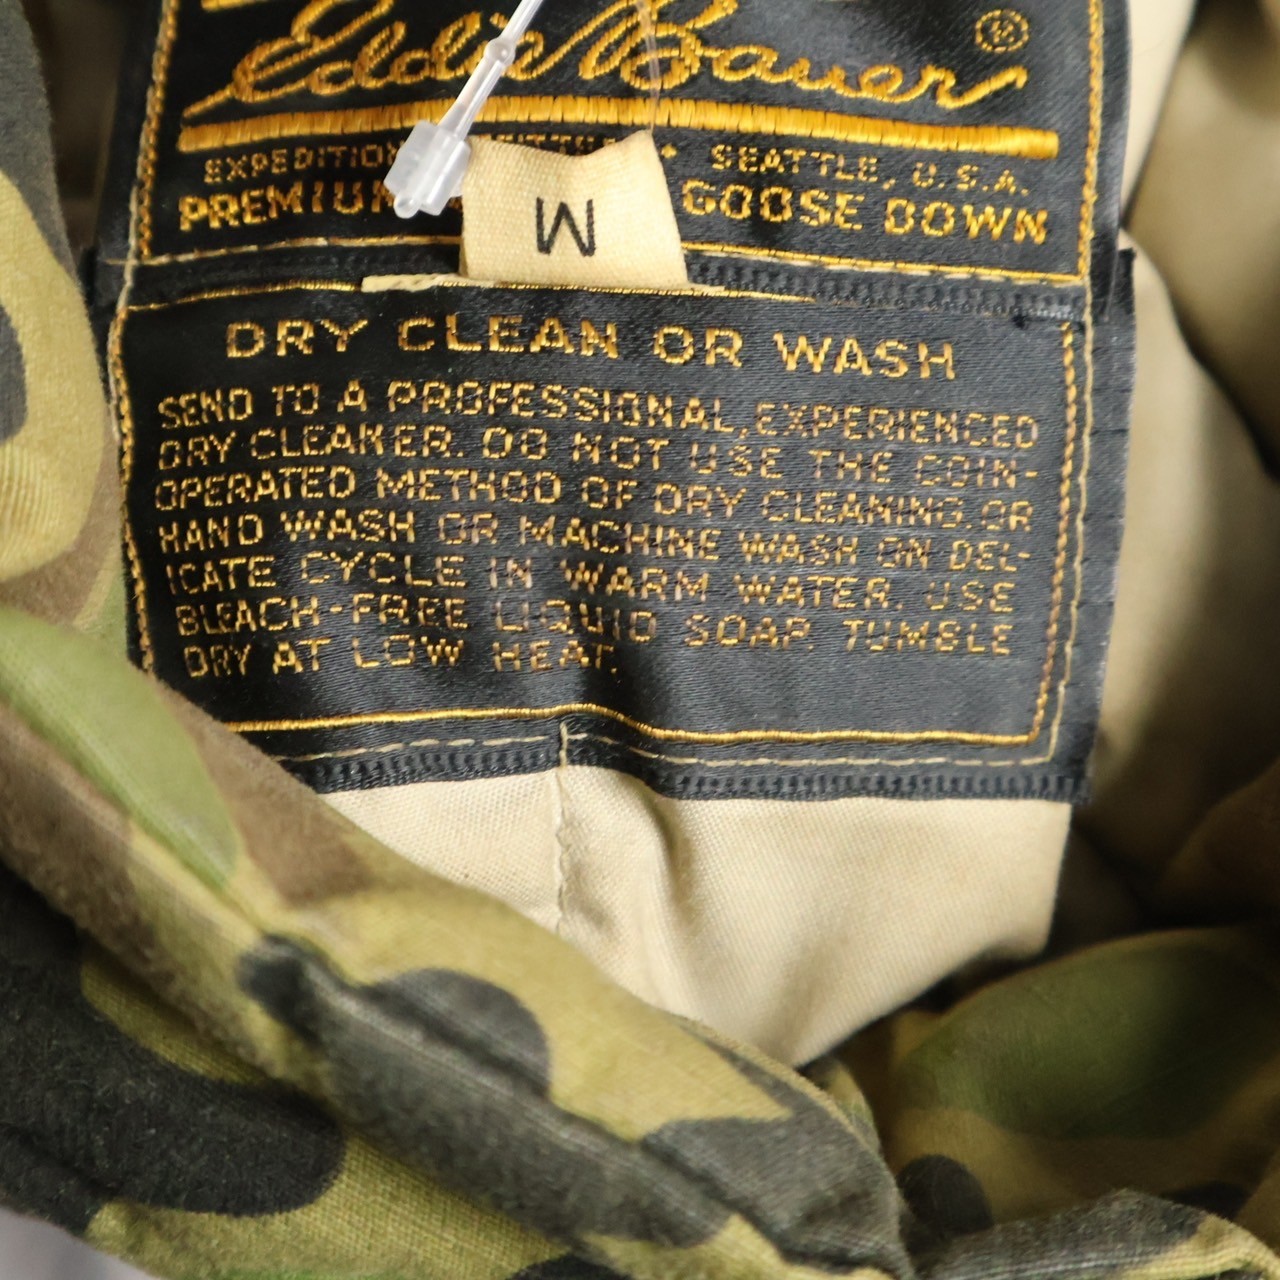 Eddie Bauer ®
EXPEDITION SEATTLE, U.S.A.
PREMIUM GOOSE DOWN
M
DRY CLEAN OR WASH
SEND TO A PROFESSIONAL, EXPERIENCED
DRY CLEANER. DO NOT USE THE COIN-
OPERATED METHOD OF DRY CLEANING. OR
HAND WASH OR MACHINE WASH ON DEL-
ICATE CYCLE IN WARM WATER. USE
BLEACH-FREE LIQUID SOAP. TUMBLE
DRY AT LOW HEAT.